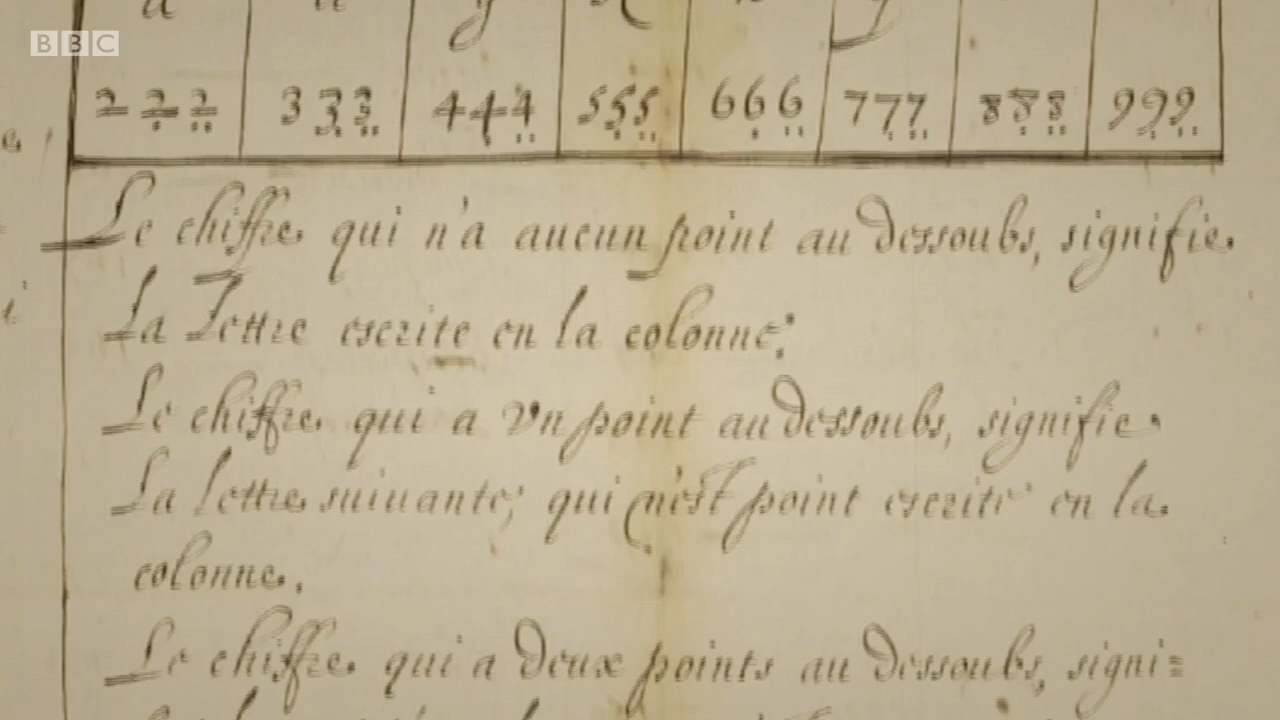 BBC
222 333 444 555 666 777 888 999
Le chiffre qui n'a aucun point au dessoubs, signifie
La Lettre escrite en la colonne;
Le chiffre qui a vn point au dessoubs, signifie
La lettre suiuante; qui n'est point escrite en la
colonne.
Le chiffre qui a deux points au dessoubs, signi=